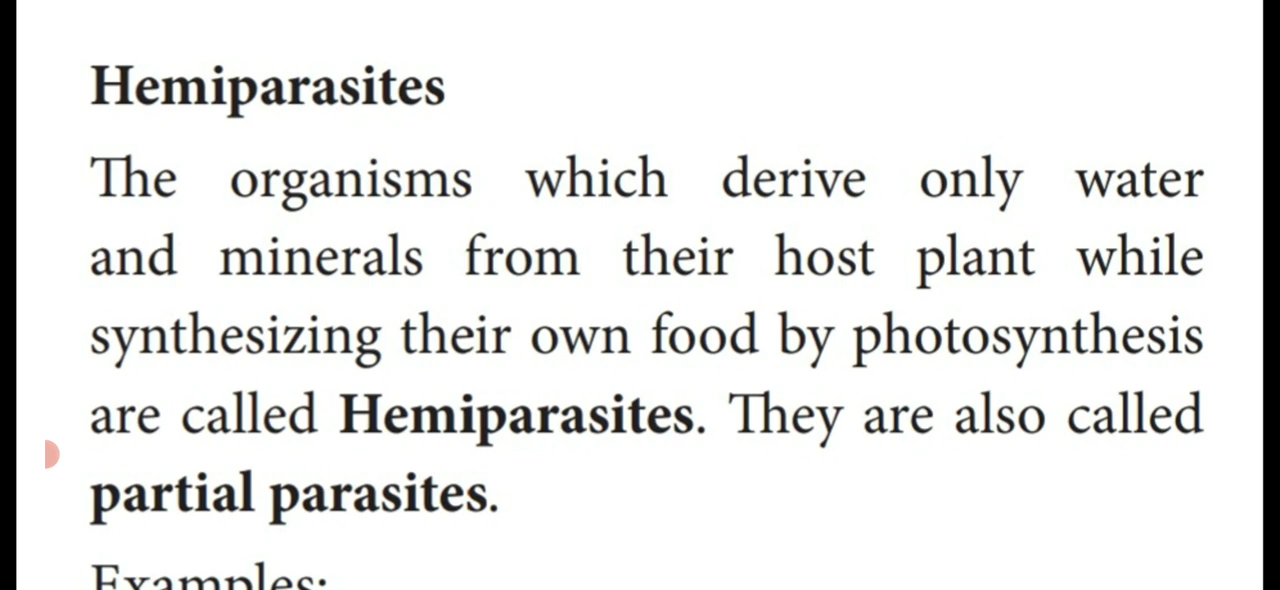 Hemiparasites
The organisms which derive only water
and minerals from their host plant while
synthesizing their own food by photosynthesis
are called Hemiparasites. They are also called
partial parasites.
Examples: